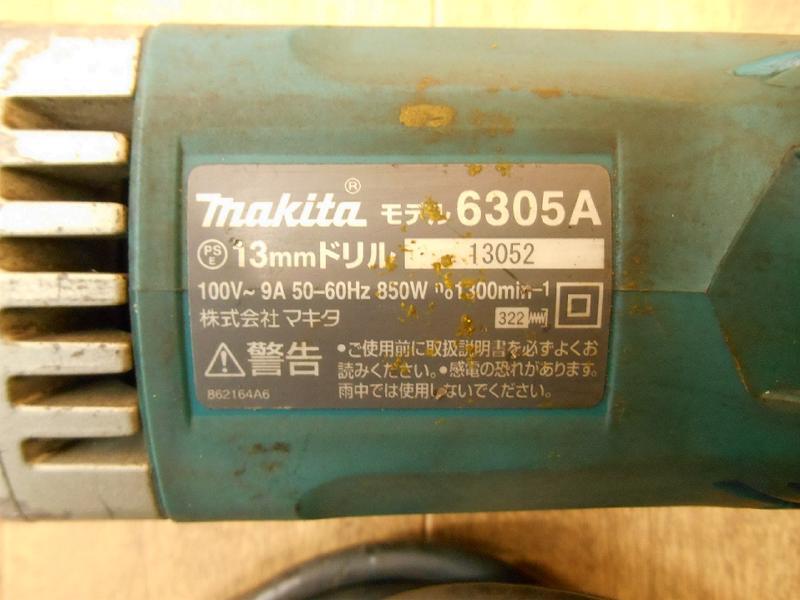 makita® モデル 6305A
PS E 13mmドリル 13052
100V~ 9A 50-60Hz 850W n₀1300min-1
株式会社 マキタ 322
警告 •ご使用前に取扱説明書を必ずよくお
読みください。•感電の恐れがあります。
862164A6 雨中では使用しないでください。